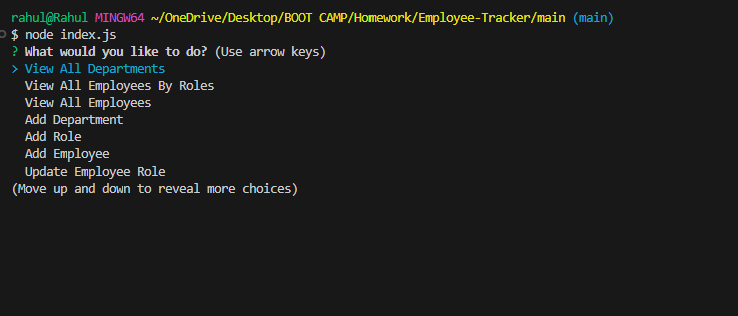 rahul@Rahul MINGW64 ~/OneDrive/Desktop/BOOT CAMP/Homework/Employee-Tracker/main (main)
$ node index.js
? What would you like to do? (Use arrow keys)
> View All Departments
View All Employees By Roles
View All Employees
Add Department
Add Role
Add Employee
Update Employee Role
(Move up and down to reveal more choices)